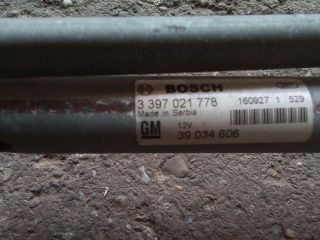 BOSCH
3 397 021 778
160927 1 529
Made in Serbia
GM
12V
39 034 606